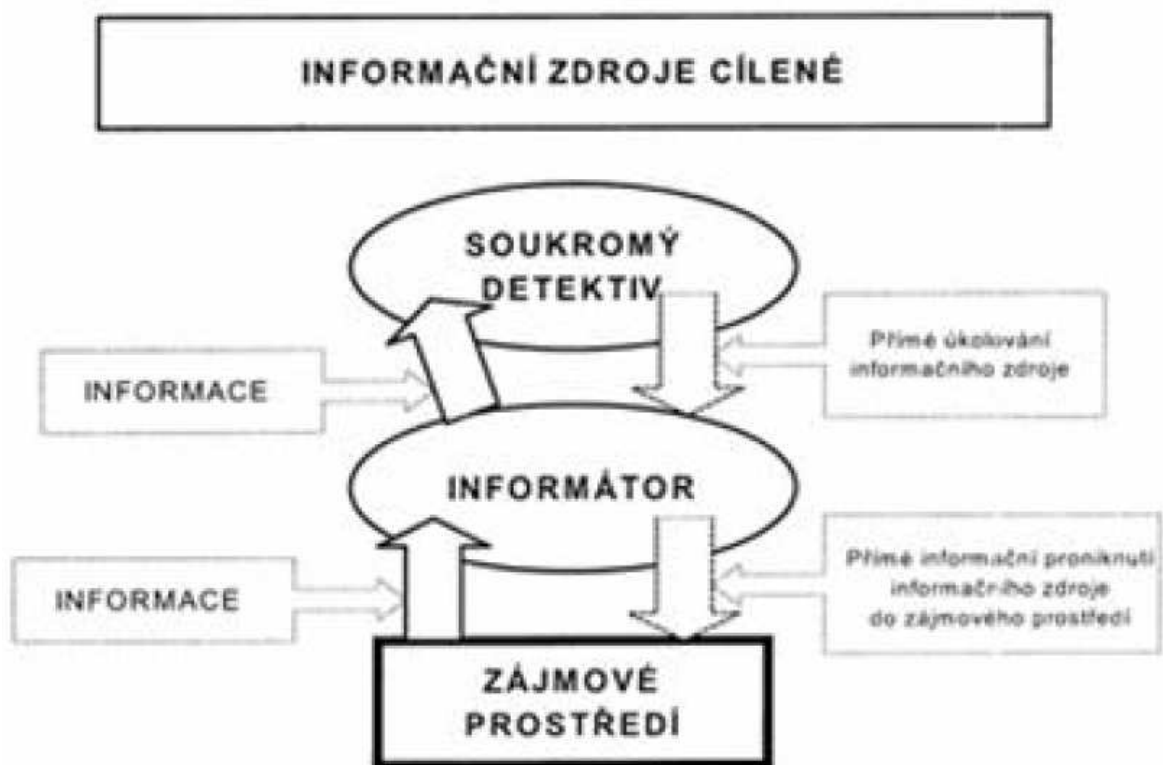 INFORMAČNÍ ZDROJE CÍLENÉ
SOUKROMÝ
DETEKTIV
Přímé úkolování
informačního zdroje
INFORMACE
INFORMÁTOR
Přímé informační proniknutí
informačního zdroje
do zájmového prostředí
INFORMACE
ZÁJMOVÉ
PROSTŘEDÍ